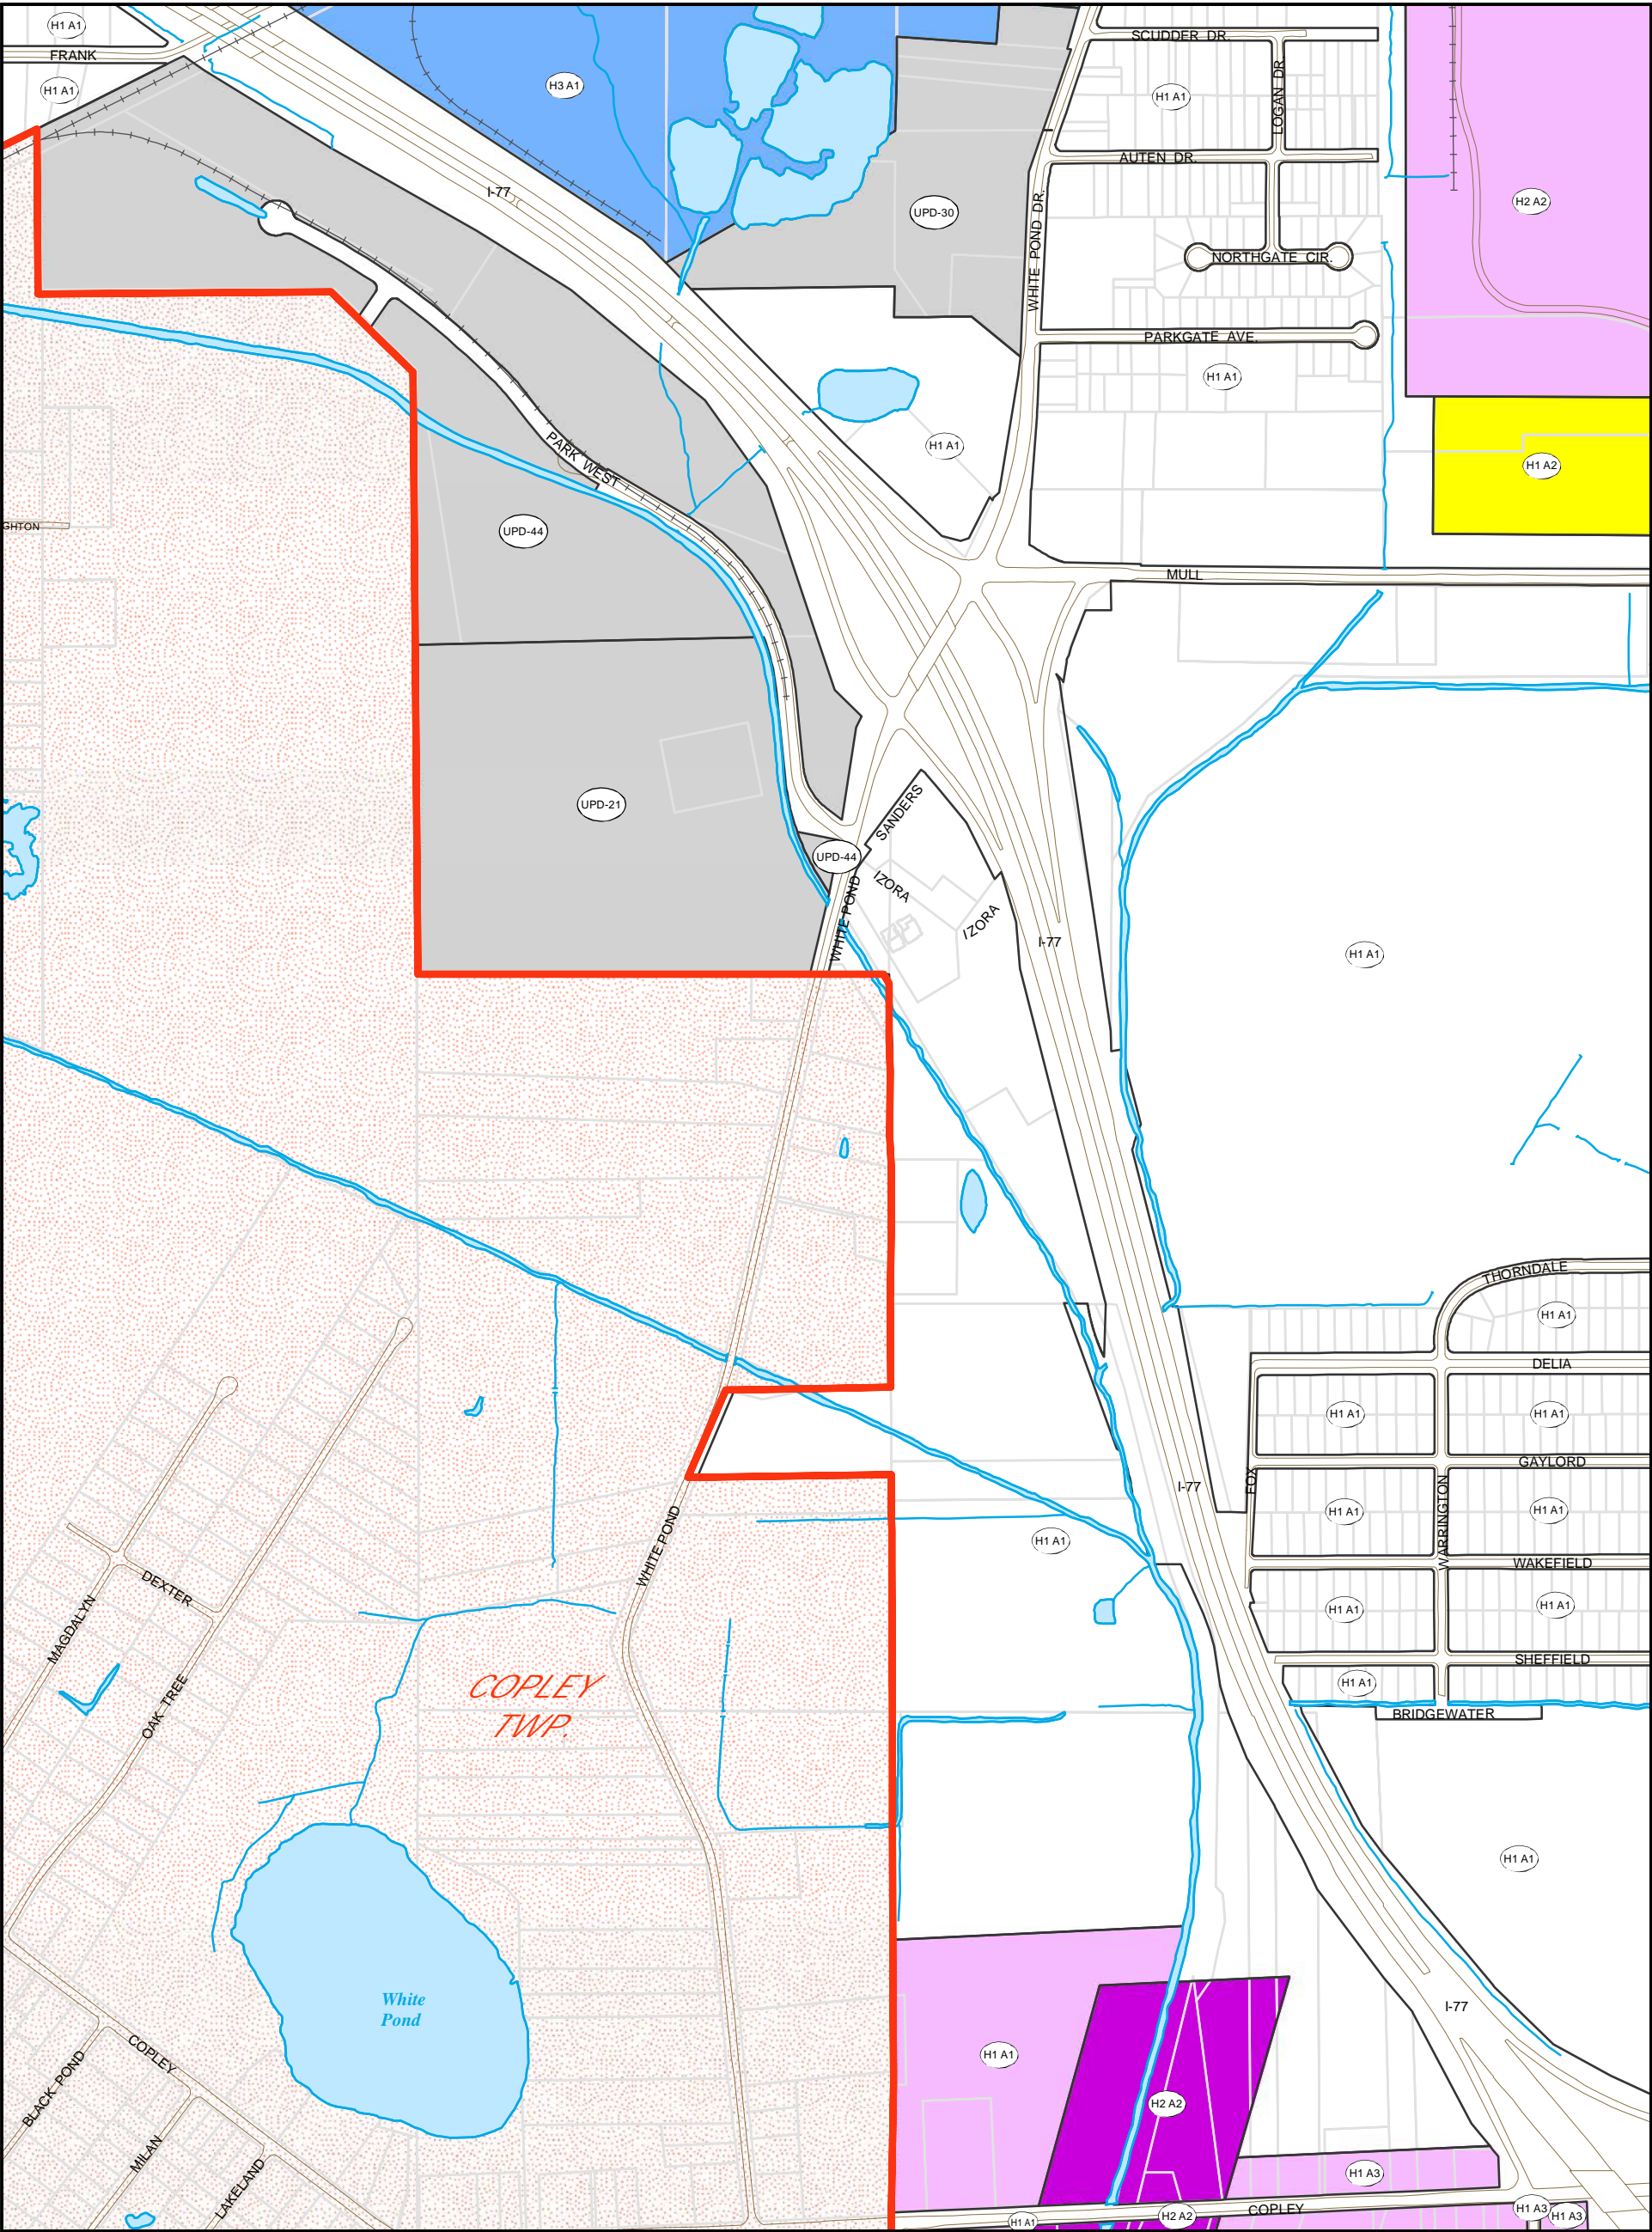 H1 A1
SCUDDER DR.
FRANK
H3 A1
H1 A1
H1 A1
LOGAN DR.
AUTEN DR.
I-77
H2 A2
UPD-30
WHITE POND DR.
NORTHGATE CIR.
PARKGATE AVE.
H1 A1
H1 A1
PARK WEST
H1 A2
GHTON
UPD-44
MULL
UPD-21
SANDERS
UPD-44
IZORA
WHITE POND
IZORA
I-77
H1 A1
THORNDALE
H1 A1
DELIA
H1 A1
H1 A1
GAYLORD
FOX
I-77
WARRINGTON
H1 A1
H1 A1
H1 A1
WHITE POND
WAKEFIELD
DEXTER
MAGDALYN
H1 A1
H1 A1
SHEFFIELD
COPLEY
TWP.
H1 A1
OAK TREE
BRIDGEWATER
H1 A1
White
Pond
I-77
COPLEY
H1 A1
BLACK POND
H2 A2
MILAN
LAKELAND
H1 A3
COPLEY
H1 A3
H1 A3
H2 A2
H1 A1